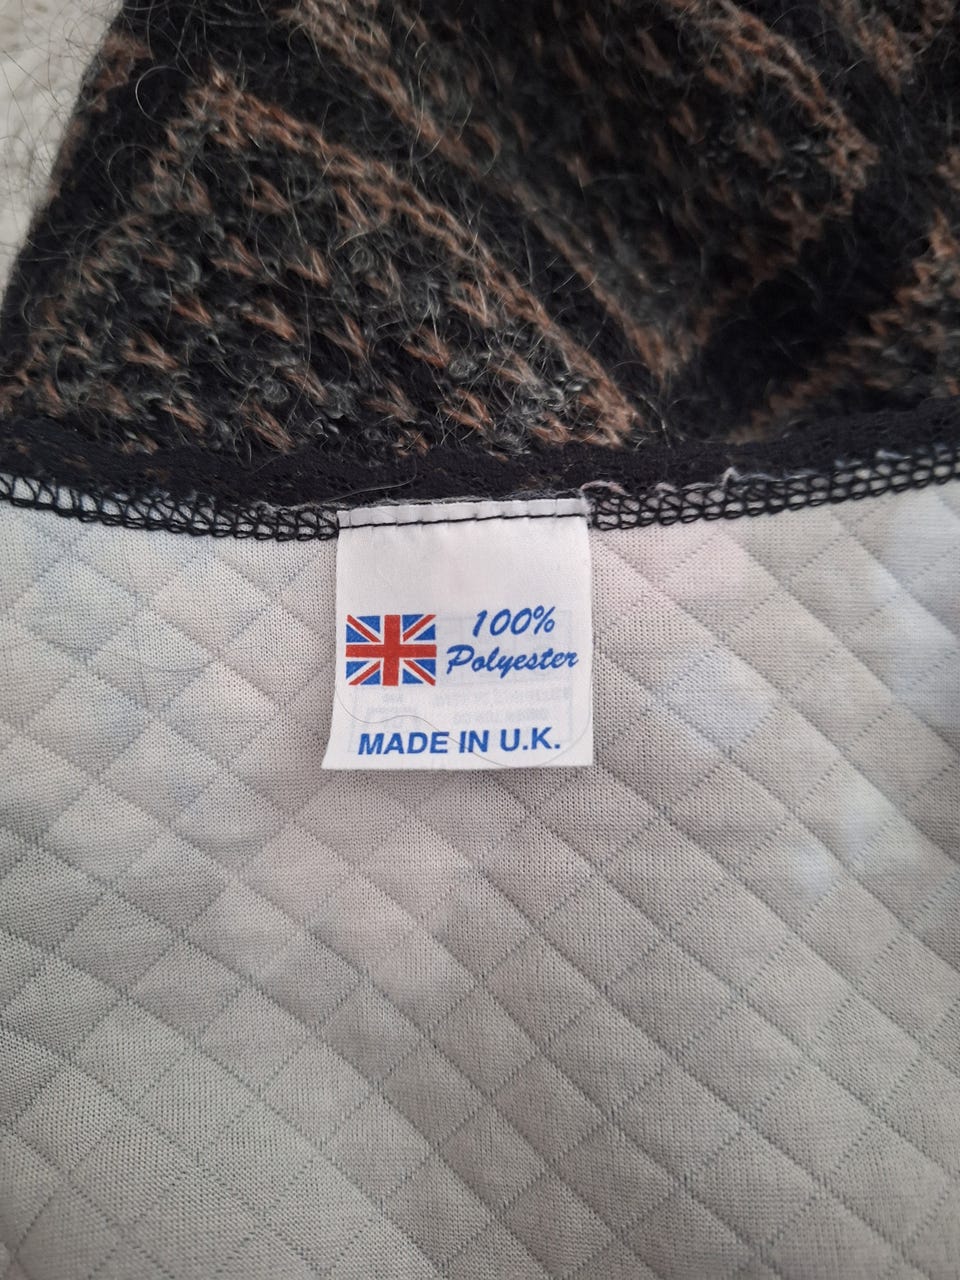 100%
Polyester
MADE IN U.K.